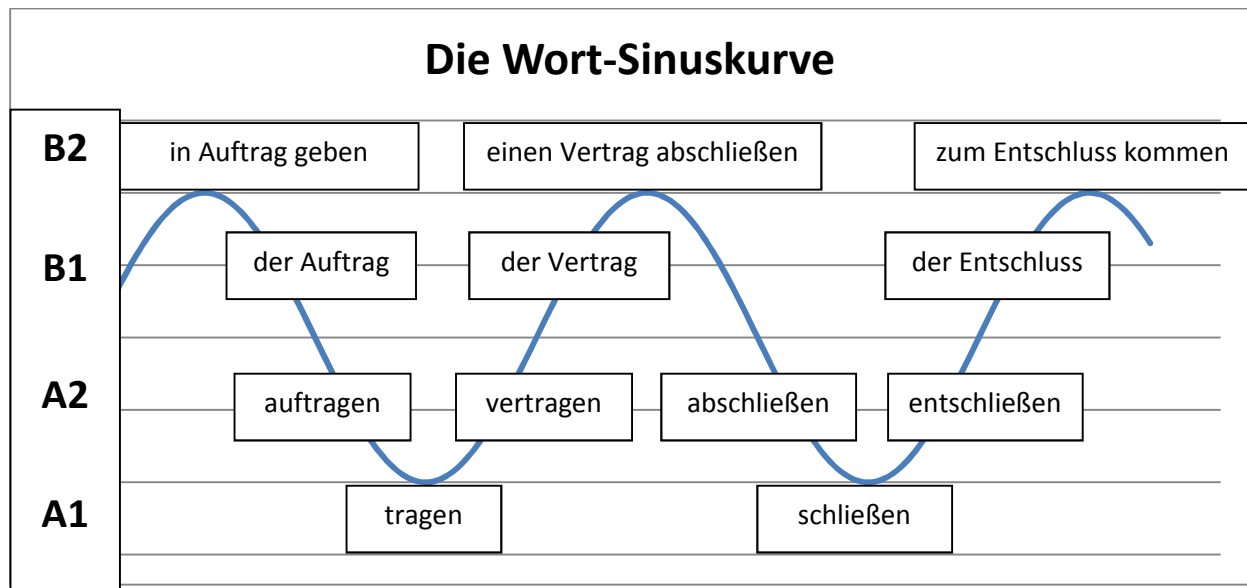 Die Wort-Sinuskurve
B2
in Auftrag geben
einen Vertrag abschließen
zum Entschluss kommen
B1
der Auftrag
der Vertrag
der Entschluss
A2
auftragen
vertragen
abschließen
entschließen
A1
tragen
schließen